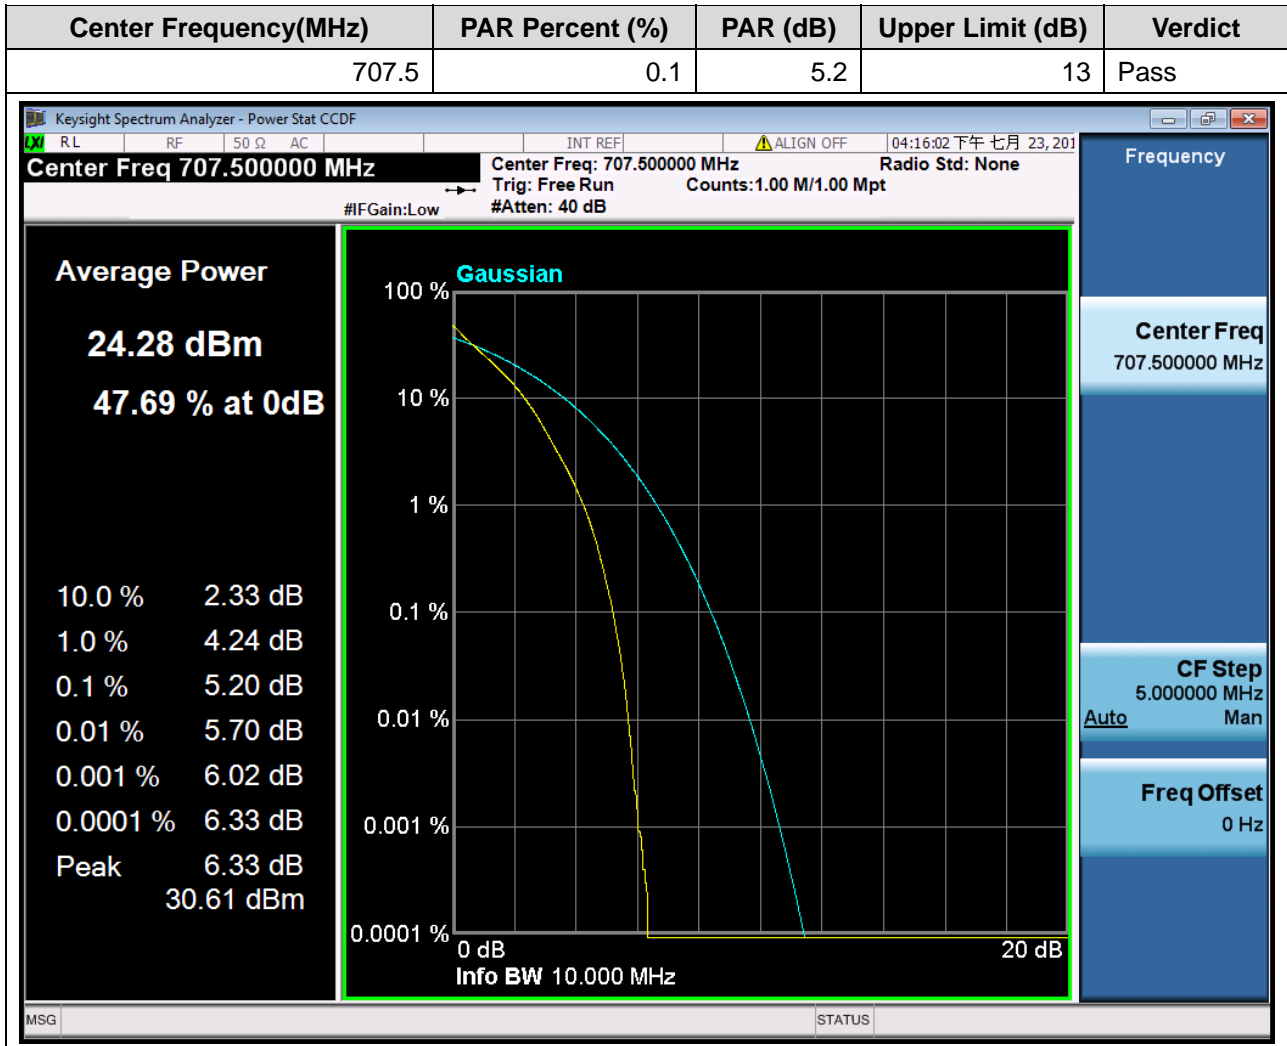 Center Frequency(MHz) PAR Percent (%) PAR (dB) Upper Limit (dB) Verdict
707.5 0.1 5.2 13 Pass
Keysight Spectrum Analyzer - Power Stat CCDF
LXI RL RF 50 Ω AC INT REF ALIGN OFF 04:16:02下午 七月 23, 201
Center Freq 707.500000 MHz
Center Freq: 707.500000 MHz Radio Std: None
Trig: Free Run Counts:1.00 M/1.00 Mpt
#IFGain:Low #Atten: 40 dB
Frequency
Average Power
24.28 dBm
47.69 % at 0dB
10.0 % 2.33 dB
1.0 % 4.24 dB
0.1 % 5.20 dB
0.01 % 5.70 dB
0.001 % 6.02 dB
0.0001 % 6.33 dB
Peak 6.33 dB
30.61 dBm
Gaussian
100 %
10 %
1 %
0.1 %
0.01 %
0.001 %
0.0001 %
0 dB 20 dB
Info BW 10.000 MHz
Center Freq
707.500000 MHz
CF Step
5.000000 MHz
Auto Man
Freq Offset
0 Hz
MSG STATUS